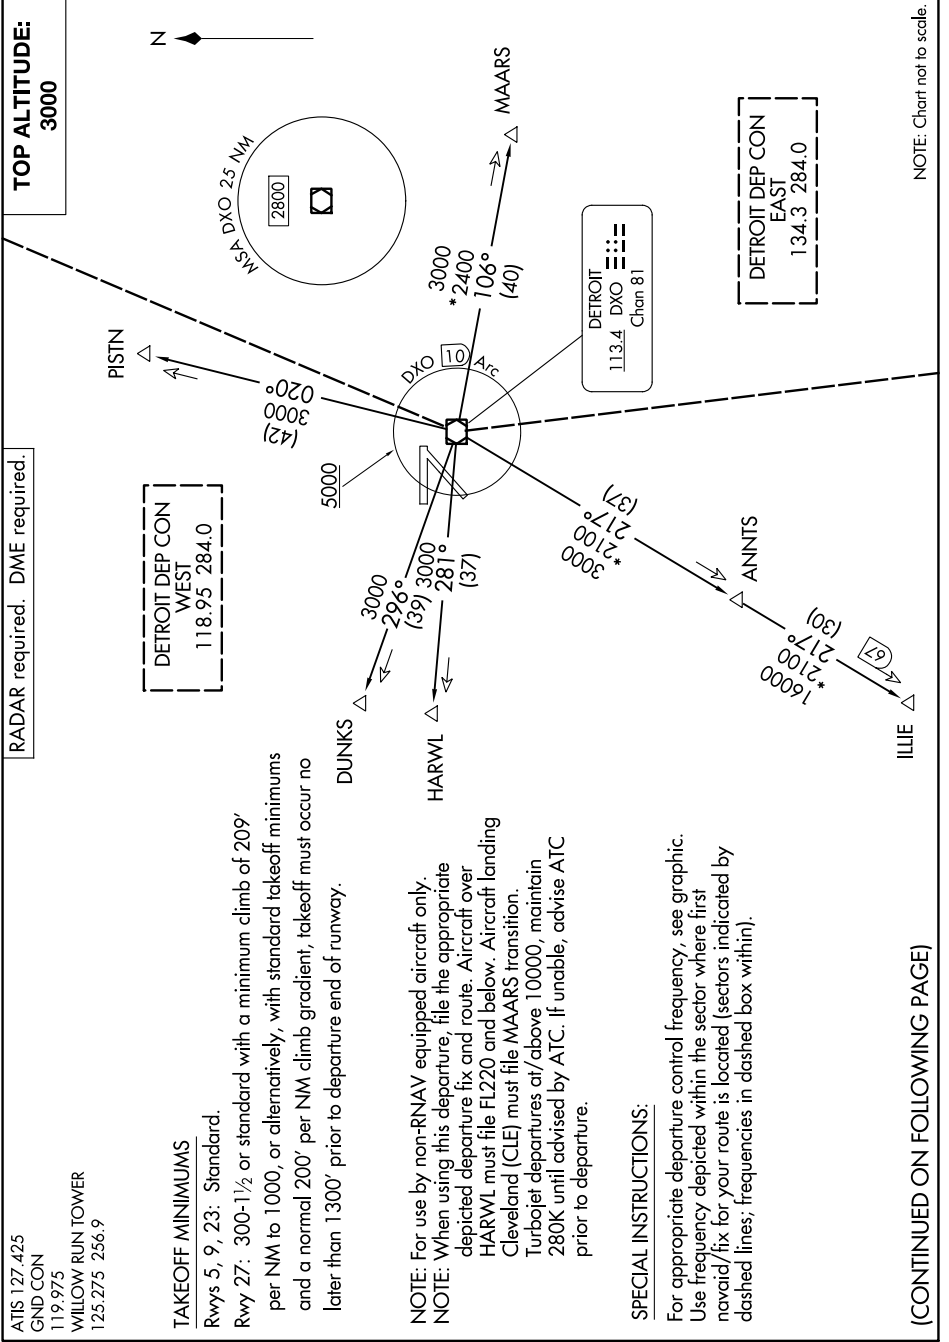 ATIS 127.425
GND CON
119.975
WILLOW RUN TOWER
125.275 256.9
RADAR required. DME required.
TOP ALTITUDE:
3000
TAKEOFF MINIMUMS
Rwys 5, 9, 23: Standard.
Rwy 27: 300-1½ or standard with a minimum climb of 209'
per NM to 1000, or alternatively, with standard takeoff minimums
and a normal 200' per NM climb gradient, takeoff must occur no
later than 1300' prior to departure end of runway.
NOTE: For use by non-RNAV equipped aircraft only.
NOTE: When using this departure, file the appropriate
depicted departure fix and route. Aircraft over
HARWL must file FL220 and below. Aircraft landing
Cleveland (CLE) must file MAARS transition.
Turbojet departures at/above 10000, maintain
280K until advised by ATC. If unable, advise ATC
prior to departure.
SPECIAL INSTRUCTIONS:
For appropriate departure control frequency, see graphic.
Use frequency depicted within the sector where first
navaid/fix for your route is located (sectors indicated by
dashed lines; frequencies in dashed box within).
(CONTINUED ON FOLLOWING PAGE)
DETROIT DEP CON
WEST
118.95 284.0
PISTN
020°
3000
(42)
N
MSA DXO 25 NM
2800
5000
DXO 10 Arc
3000
*2400
106°
(40)
MAARS
DUNKS
3000
296°
(39)
HARWL
3000
281°
(37)
DETROIT
113.4 DXO
Chan 81
3000
*2100
217°
(37)
ANNTS
16000
*2100
217°
(30)
67
ILLIE
DETROIT DEP CON
EAST
134.3 284.0
NOTE: Chart not to scale.